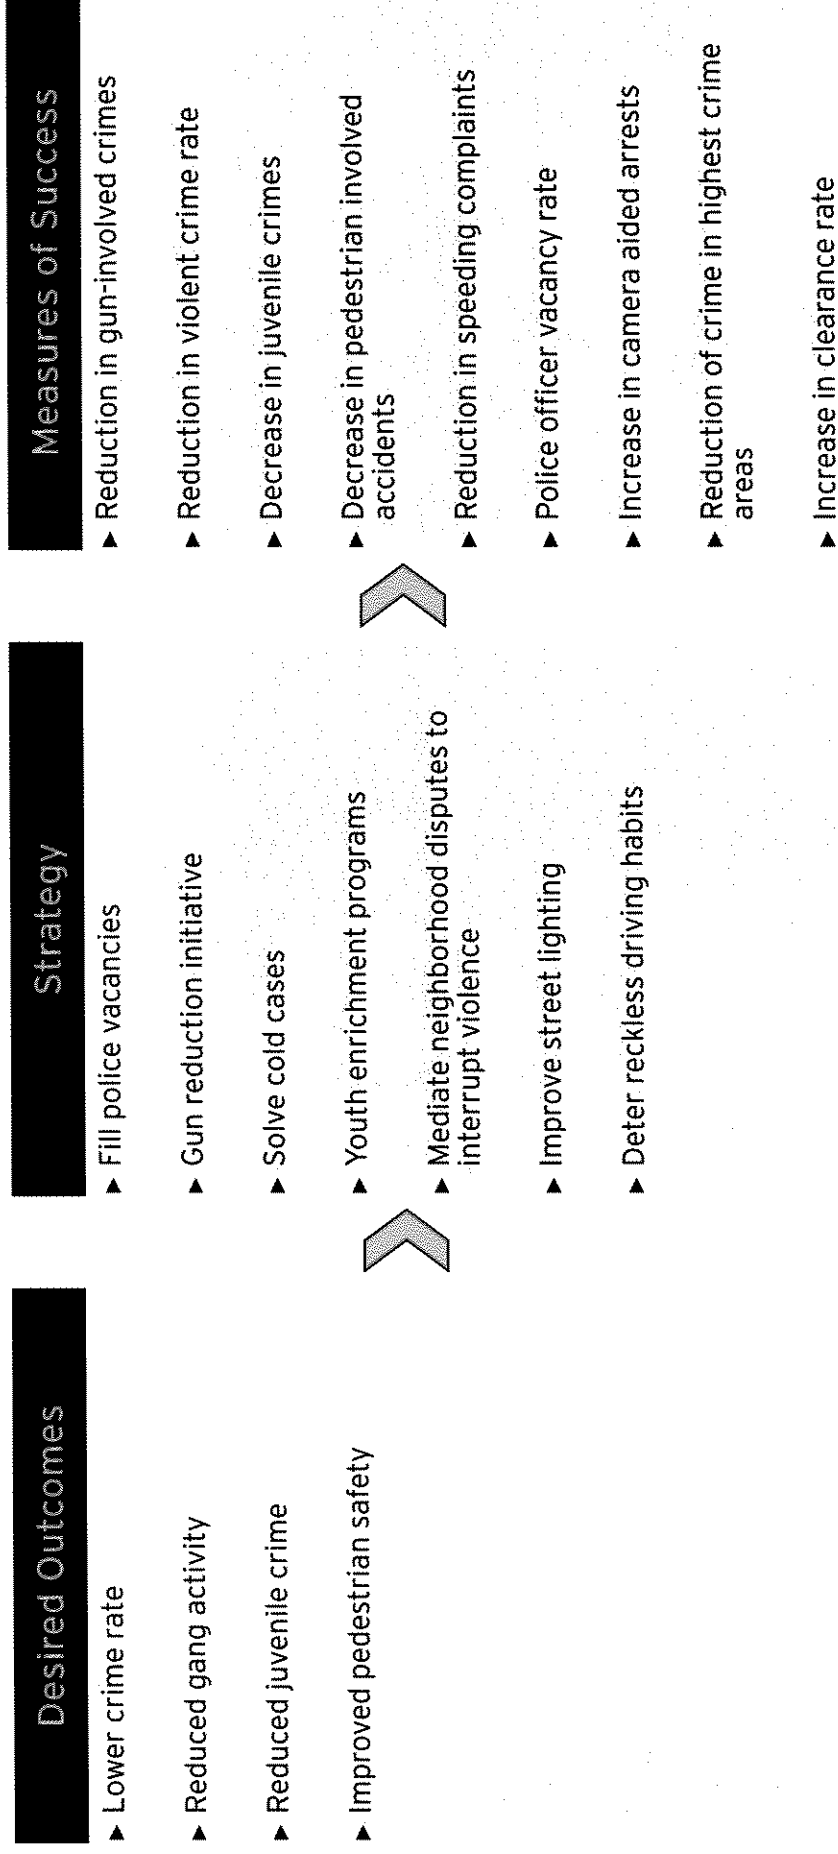 Desired Outcomes
► Lower crime rate
► Reduced gang activity
► Reduced juvenile crime
► Improved pedestrian safety
Strategy
► Fill police vacancies
► Gun reduction initiative
► Solve cold cases
► Youth enrichment programs
► Mediate neighborhood disputes to
interrupt violence
► Improve street lighting
► Deter reckless driving habits
Measures of Success
► Reduction in gun-involved crimes
► Reduction in violent crime rate
► Decrease in juvenile crimes
► Decrease in pedestrian involved
accidents
► Reduction in speeding complaints
► Police officer vacancy rate
► Increase in camera aided arrests
► Reduction of crime in highest crime
areas
► Increase in clearance rate